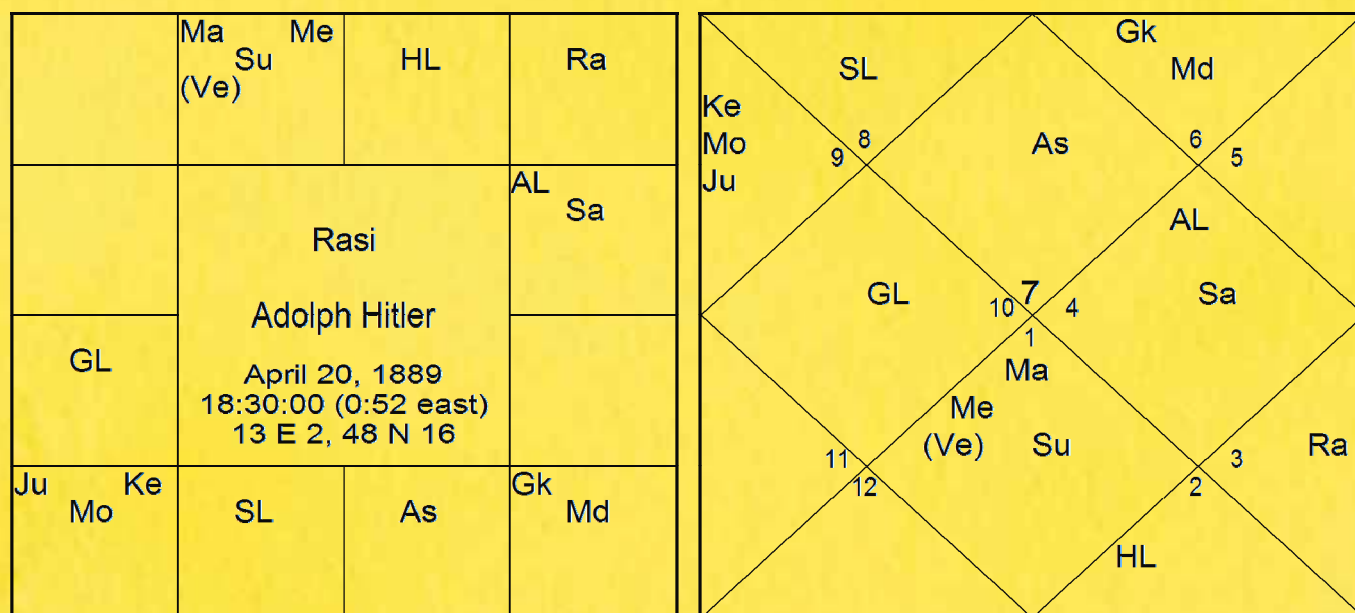 Ma Me
Su
(Ve)
HL
Ra
AL
Sa
Rasi
Adolph Hitler
April 20, 1889
18:30:00 (0:52 east)
13 E 2, 48 N 16
GL
Ju Ke
Mo
SL
As
Gk
Md
Gk
Md
SL
Ke
Mo
Ju
9 8
As
6 5
AL
GL
10 7 4
Sa
1
Ma
Me
(Ve) Su
11
12
3
2
Ra
HL